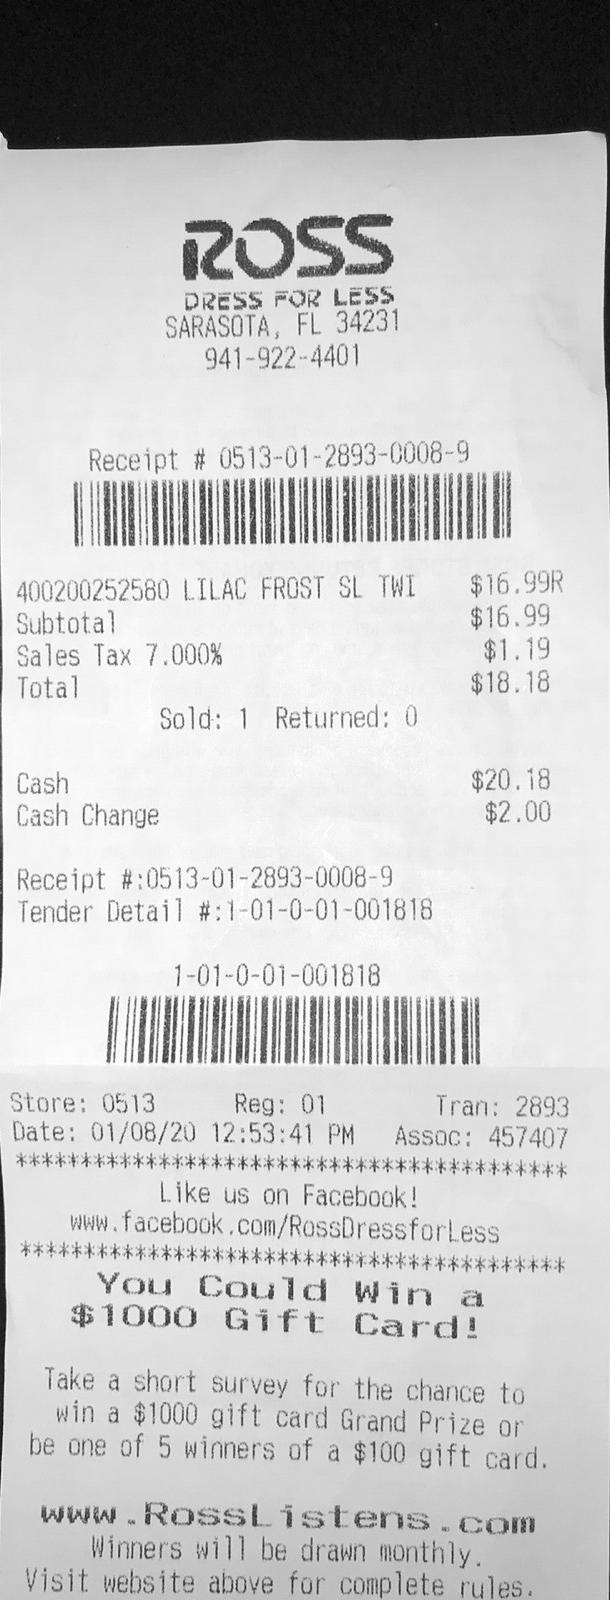 ROSS
DRESS FOR LESS
SARASOTA, FL 34231
941-922-4401
Receipt # 0513-01-2893-0008-9
400200252580 LILAC FROST SL TWI $16.99R
Subtotal $16.99
Sales Tax 7.000% $1.19
Total $18.18
Sold: 1 Returned: 0
Cash $20.18
Cash Change $2.00
Receipt #:0513-01-2893-0008-9
Tender Detail #:1-01-0-01-001818
1-01-0-01-001818
Store: 0513 Reg: 01 Tran: 2893
Date: 01/08/20 12:53:41 PM Assoc: 457407
******************************************
Like us on Facebook!
www.facebook.com/RossDressforLess
******************************************
You Could Win a
$1000 Gift Card!
Take a short survey for the chance to
win a $1000 gift card Grand Prize or
be one of 5 winners of a $100 gift card.
www.RossListens.com
Winners will be drawn monthly.
Visit website above for complete rules.